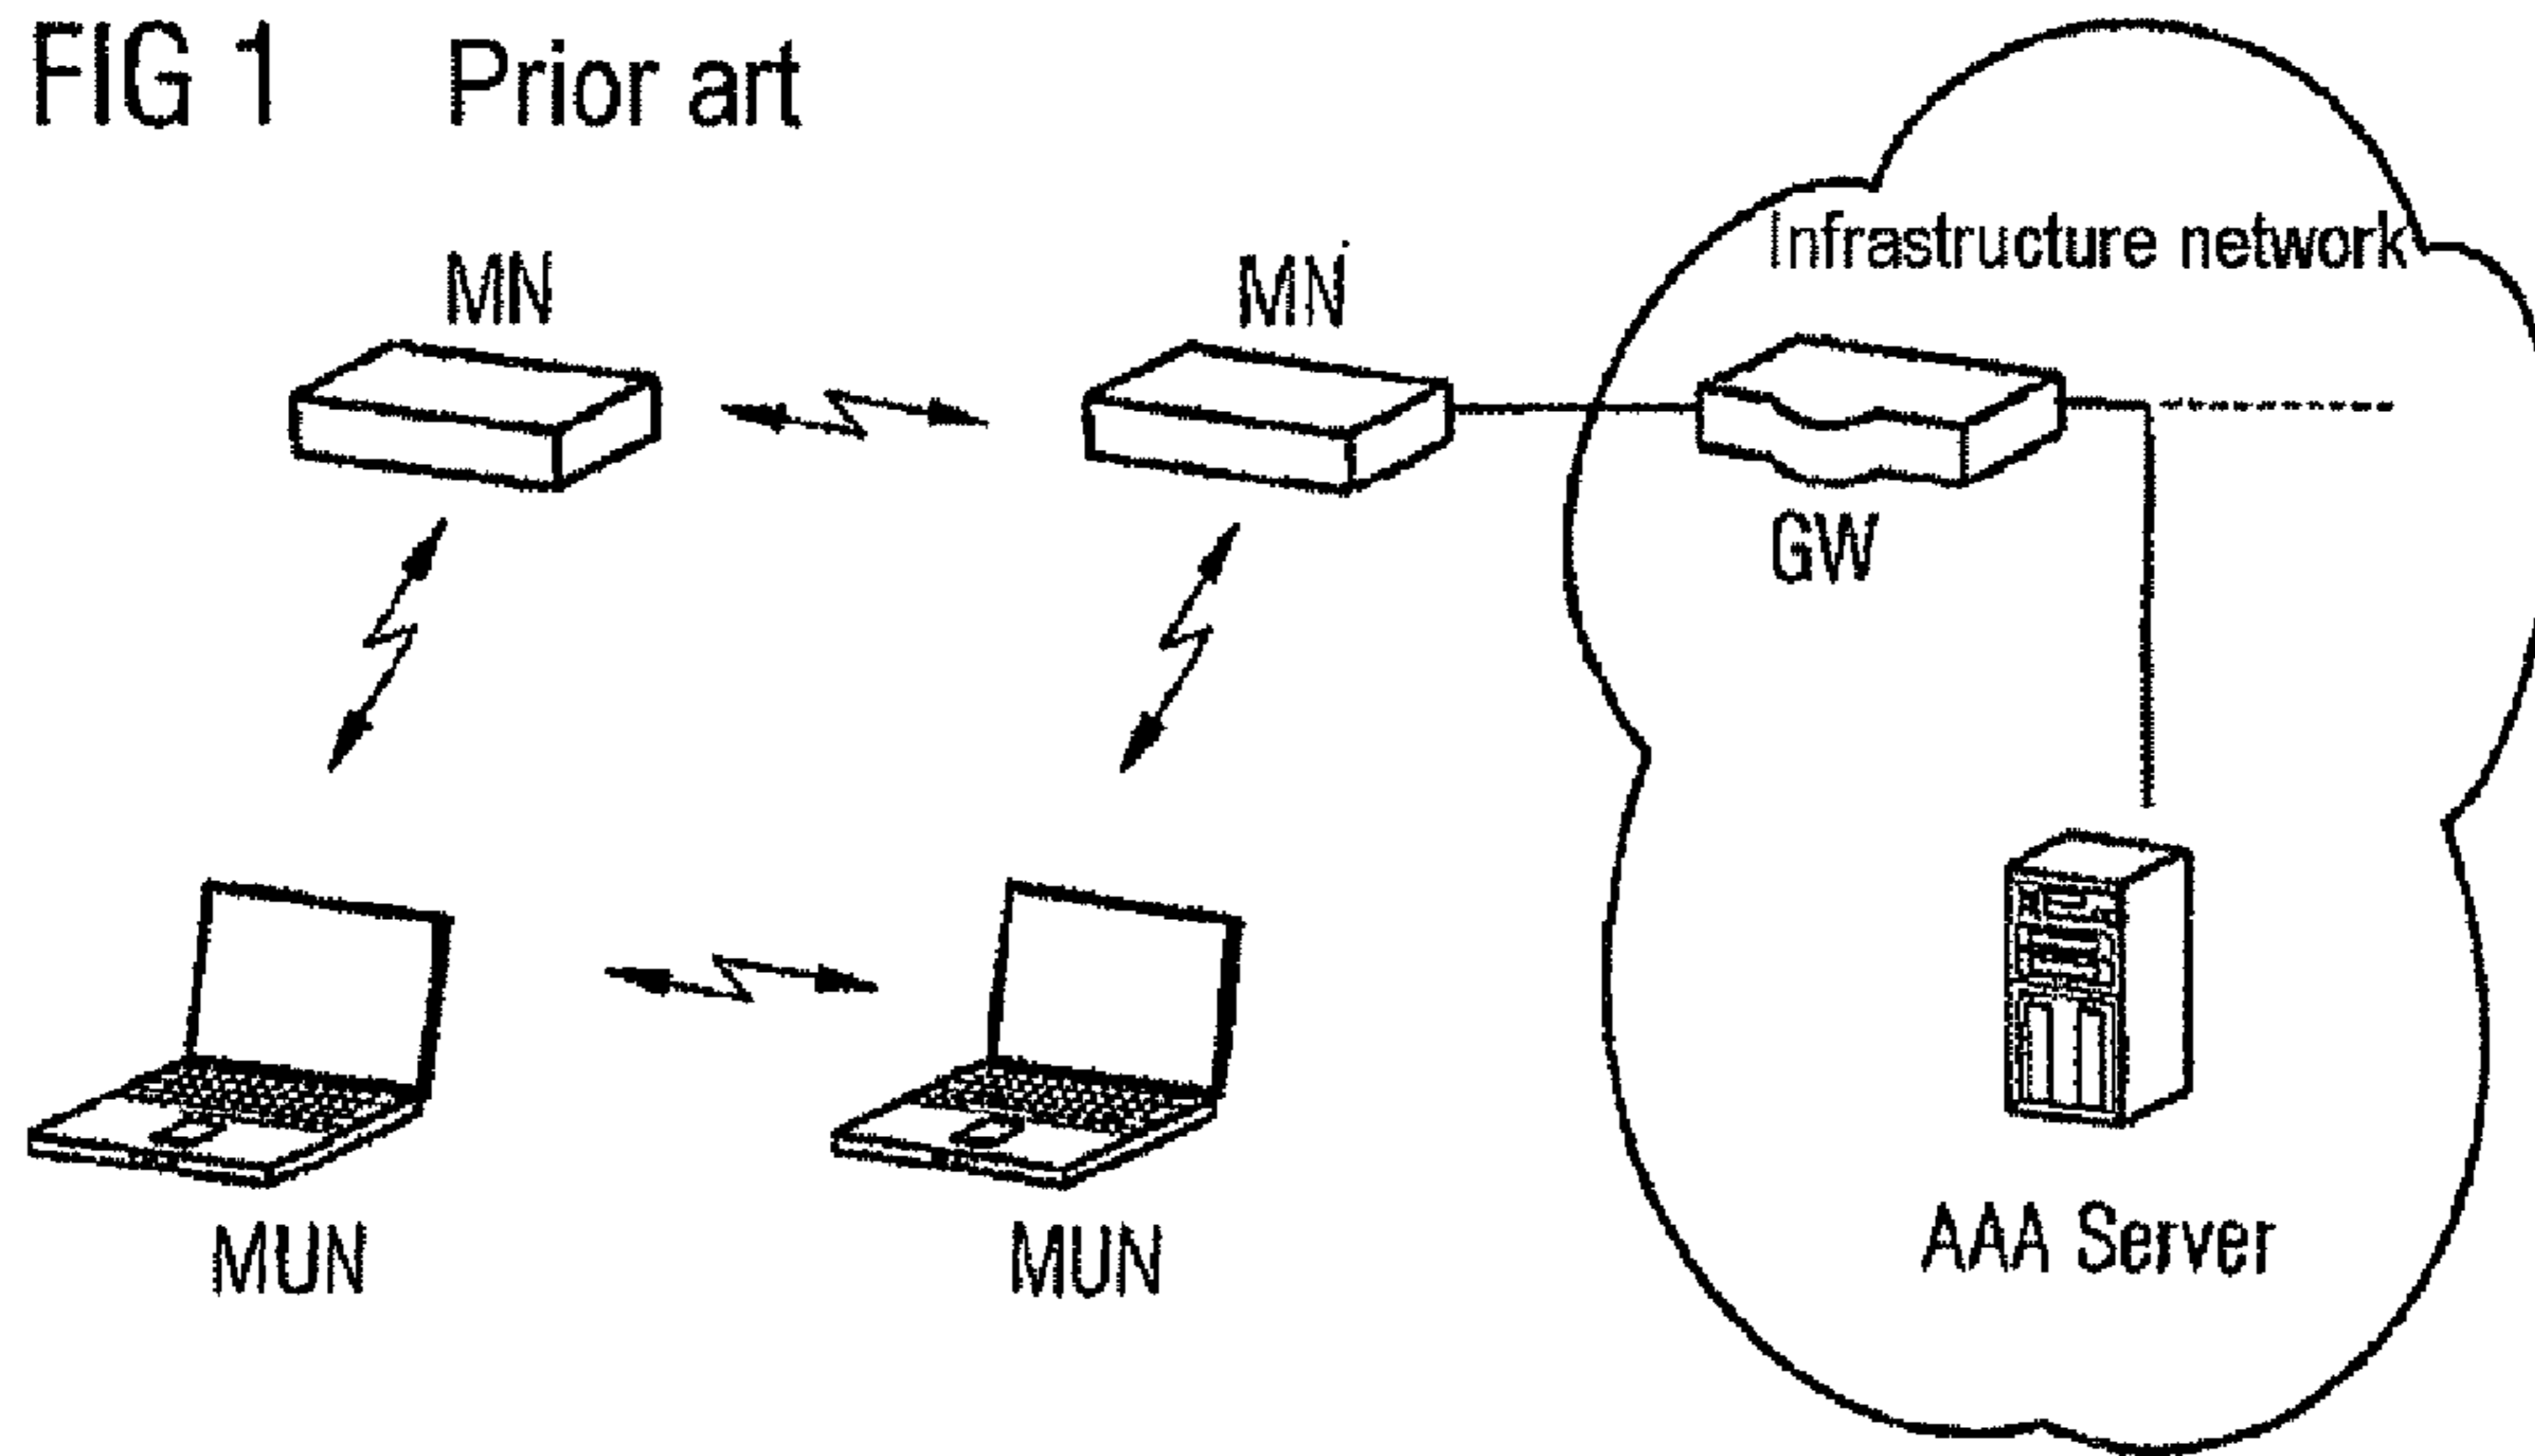 FIG 1 Prior art
Infrastructure network
MN
MN
GW
AAA Server
MUN
MUN